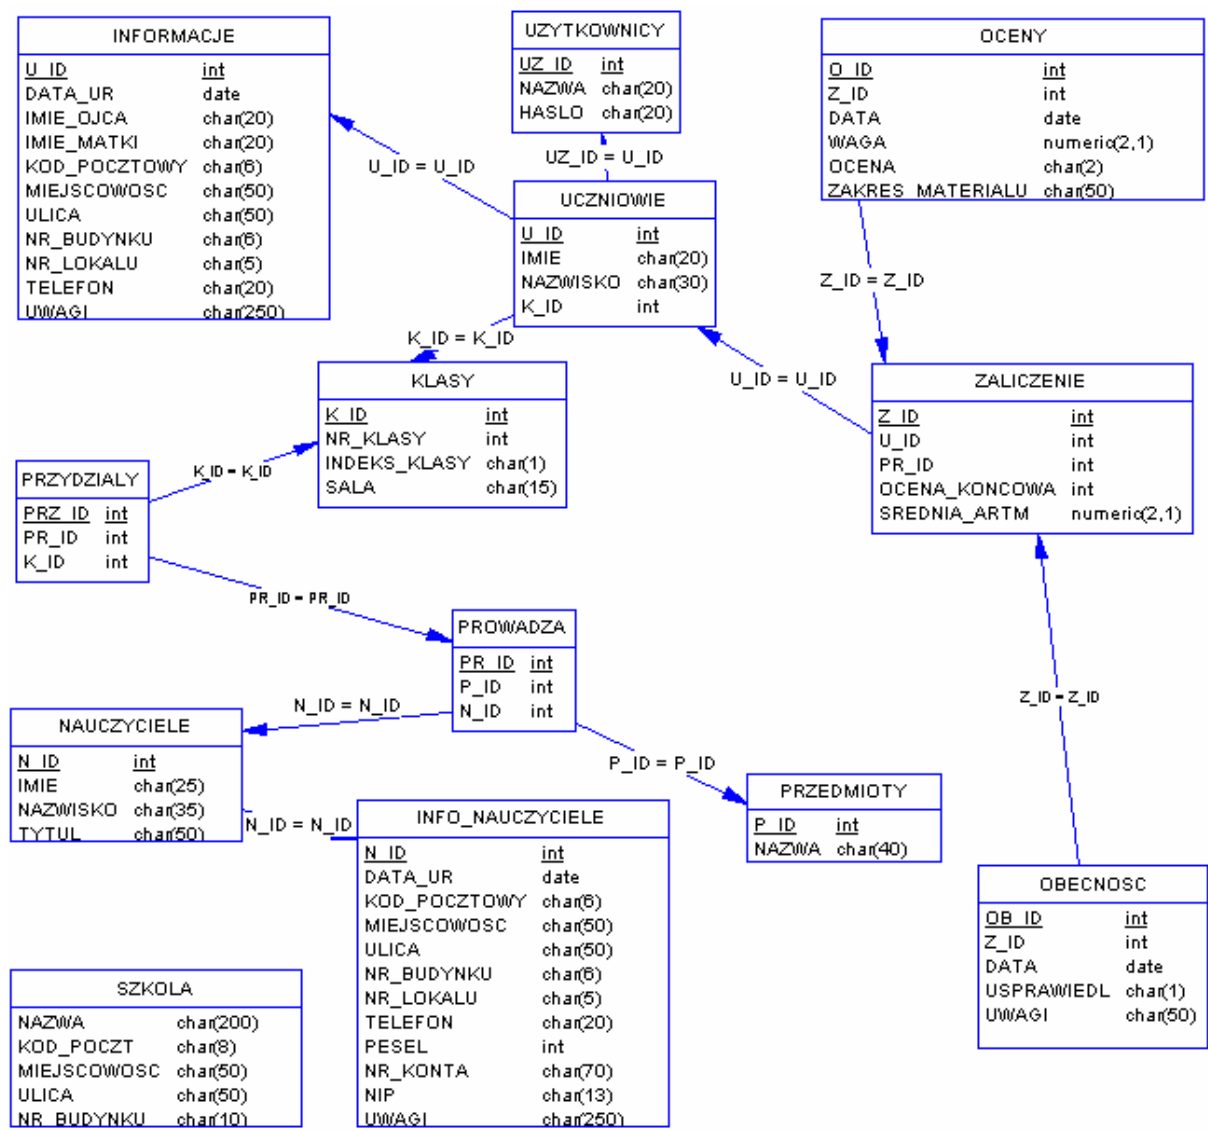 INFORMACJE
U_ID int
DATA_UR date
IMIE_OJCA char(20)
IMIE_MATKI char(20)
KOD_POCZTOWY char(6)
MIEJSCOWOSC char(50)
ULICA char(50)
NR_BUDYNKU char(6)
NR_LOKALU char(5)
TELEFON char(20)
UWAGI char(250)
U_ID = U_ID
UZYTKOWNICY
UZ_ID int
NAZWA char(20)
HASLO char(20)
UZ_ID = U_ID
UCZNIOWIE
U_ID int
IMIE char(20)
NAZWISKO char(30)
K_ID int
OCENY
O_ID int
Z_ID int
DATA date
WAGA numeric(2,1)
OCENA char(2)
ZAKRES_MATERIALU char(50)
Z_ID = Z_ID
K_ID = K_ID
U_ID = U_ID
KLASY
K_ID int
NR_KLASY int
INDEKS_KLASY char(1)
SALA char(15)
ZALICZENIE
Z_ID int
U_ID int
PR_ID int
OCENA_KONCOWA int
SREDNIA_ARTM numeric(2,1)
K_ID = K_ID
PRZYDZIALY
PRZ_ID int
PR_ID int
K_ID int
PR_ID = PR_ID
PROWADZA
PR_ID int
P_ID int
N_ID int
N_ID = N_ID
Z_ID = Z_ID
NAUCZYCIELE
N_ID int
IMIE char(25)
NAZWISKO char(35)
TYTUL char(50)
P_ID = P_ID
PRZEDMIOTY
P_ID int
NAZWA char(40)
N_ID = N_ID
INFO_NAUCZYCIELE
N_ID int
DATA_UR date
KOD_POCZTOWY char(6)
MIEJSCOWOSC char(50)
ULICA char(50)
NR_BUDYNKU char(6)
NR_LOKALU char(5)
TELEFON char(20)
PESEL int
NR_KONTA char(70)
NIP char(13)
UWAGI char(250)
OBECNOSC
OB_ID int
Z_ID int
DATA date
USPRAWIEDL char(1)
UWAGI char(50)
SZKOLA
NAZWA char(200)
KOD_POCZT char(8)
MIEJSCOWOSC char(50)
ULICA char(50)
NR_BUDYNKU char(10)